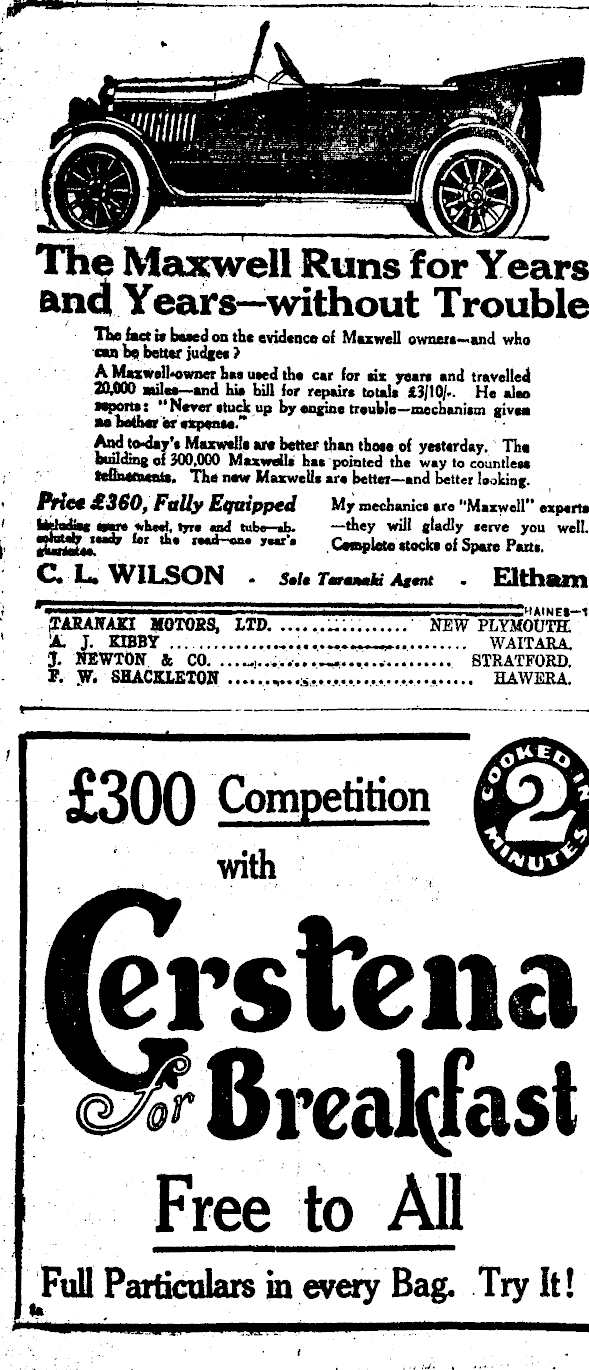 The Maxwell Runs for Years
and Years—without Trouble
The fact is based on the evidence of Maxwell owners—and who
can be better judges?
A Maxwell-owner has used the car for six years and travelled
20,000 miles—and his bill for repairs totals £3/10/-. He also
reports: "Never stuck up by engine trouble—mechanism gives
no bother or expense."
And to-day's Maxwells are better than those of yesterday. The
building of 300,000 Maxwells has pointed the way to countless
refinements. The new Maxwells are better—and better looking.
Price £360, Fully Equipped
Including spare wheel, tyre and tube—ab-
solutely ready for the road—one year's
guarantee.
My mechanics are "Maxwell" experts
—they will gladly serve you well.
Complete stocks of Spare Parts.
C. L. WILSON - Sole Taranaki Agent - Eltham
HAINES—1
TARANAKI MOTORS, LTD. ................ NEW PLYMOUTH.
A. J. KIBBY ........................................ WAITARA.
J. NEWTON & CO. ................................ STRATFORD.
F. W. SHACKLETON ................................ HAWERA.
£300 Competition
COOKED IN
2
MINUTES
with
Cerstena
for Breakfast
Free to All
Full Particulars in every Bag. Try It!
1a